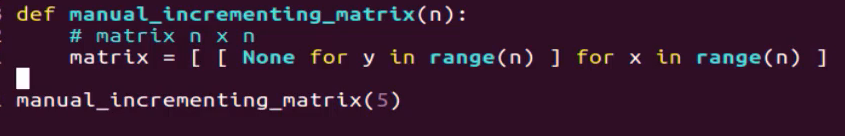 def manual_incrementing_matrix(n):
# matrix n x n
matrix = [ [ None for y in range(n) ] for x in range(n) ]
manual_incrementing_matrix(5)